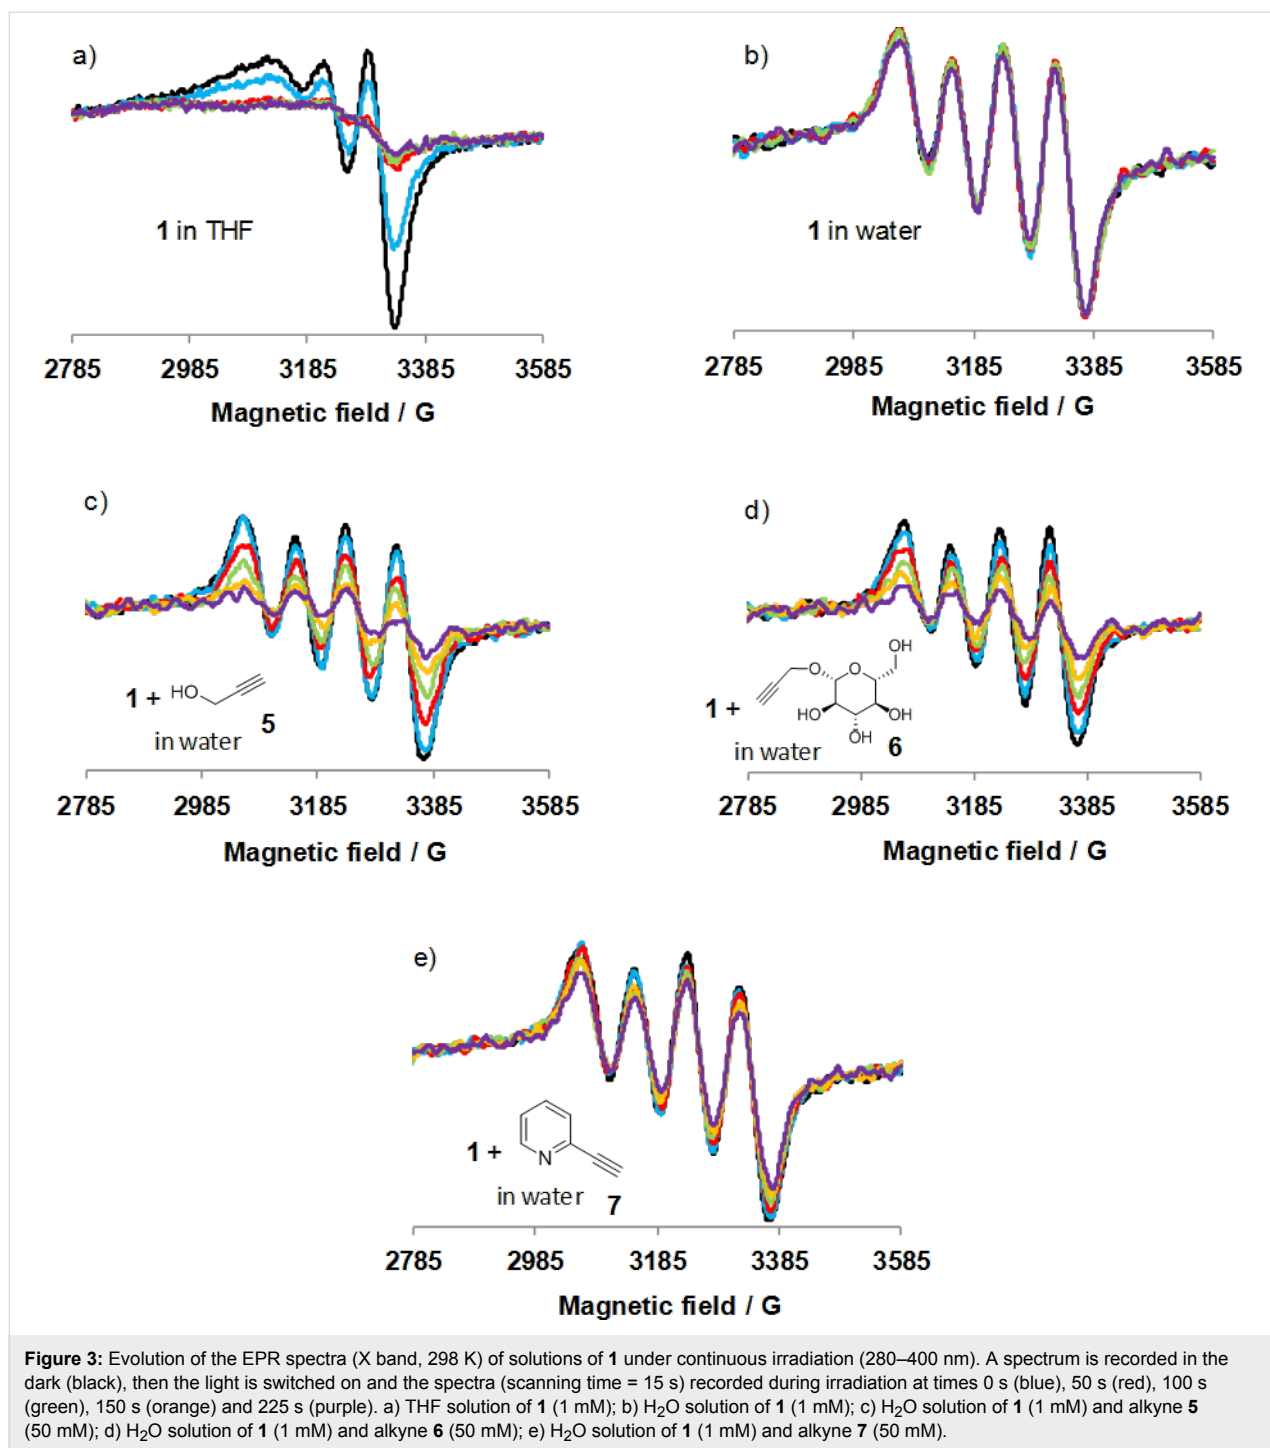 a)
1 in THF
2785 2985 3185 3385 3585
Magnetic field / G
b)
1 in water
2785 2985 3185 3385 3585
Magnetic field / G
c)
1 + HO 5
in water
2785 2985 3185 3385 3585
Magnetic field / G
d)
OH
O O
1 +
HO OH
OH 6
in water
2785 2985 3185 3385 3585
Magnetic field / G
e)
1 +
N
in water 7
2785 2985 3185 3385 3585
Magnetic field / G
Figure 3: Evolution of the EPR spectra (X band, 298 K) of solutions of 1 under continuous irradiation (280–400 nm). A spectrum is recorded in the
dark (black), then the light is switched on and the spectra (scanning time = 15 s) recorded during irradiation at times 0 s (blue), 50 s (red), 100 s
(green), 150 s (orange) and 225 s (purple). a) THF solution of 1 (1 mM); b) H₂O solution of 1 (1 mM); c) H₂O solution of 1 (1 mM) and alkyne 5
(50 mM); d) H₂O solution of 1 (1 mM) and alkyne 6 (50 mM); e) H₂O solution of 1 (1 mM) and alkyne 7 (50 mM).